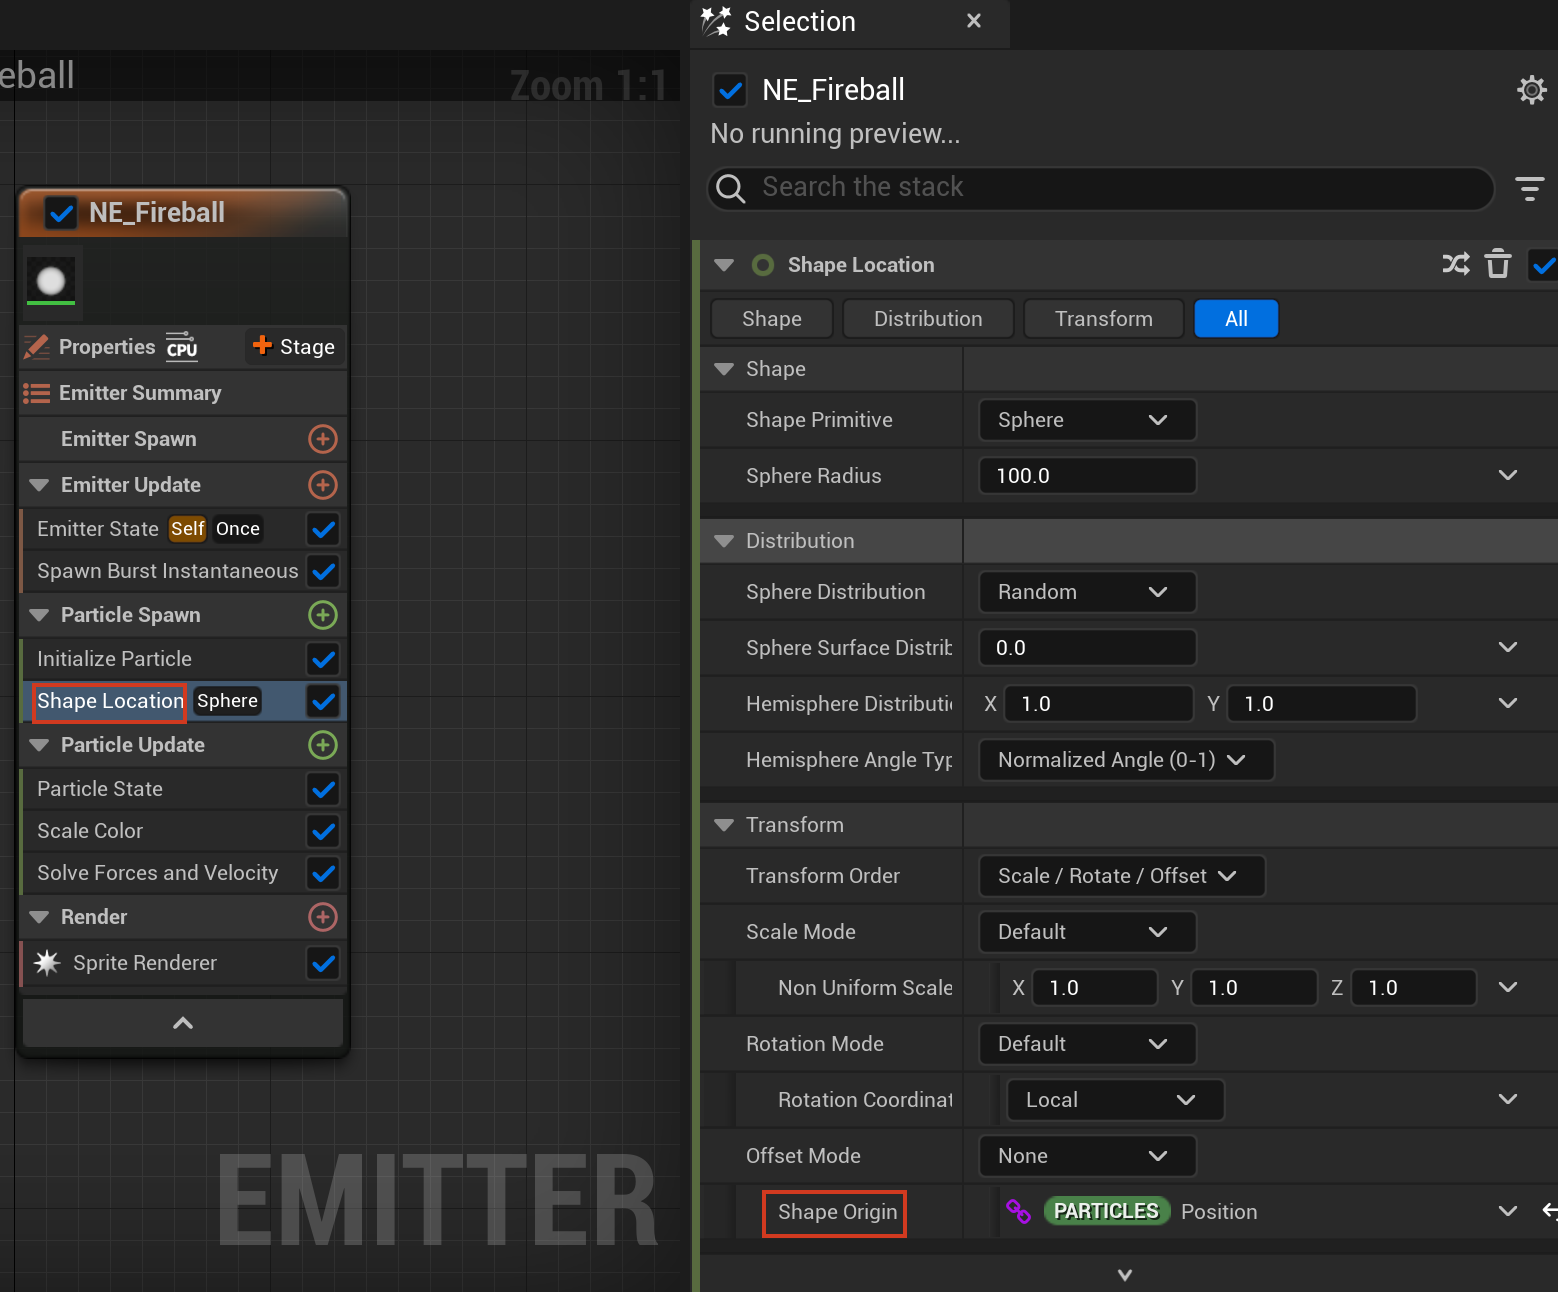 eball
Zoom 1:1
NE_Fireball
Properties CPU Stage
Emitter Summary
Emitter Spawn
Emitter Update
Emitter State Self Once
Spawn Burst Instantaneous
Particle Spawn
Initialize Particle
Shape Location Sphere
Particle Update
Particle State
Scale Color
Solve Forces and Velocity
Render
Sprite Renderer
EMITTER
Selection
NE_Fireball
No running preview...
Search the stack
Shape Location
Shape Distribution Transform All
Shape
Shape Primitive Sphere
Sphere Radius 100.0
Distribution
Sphere Distribution Random
Sphere Surface Distrib 0.0
Hemisphere Distributi X 1.0 Y 1.0
Hemisphere Angle Typ Normalized Angle (0-1)
Transform
Transform Order Scale / Rotate / Offset
Scale Mode Default
Non Uniform Scale X 1.0 Y 1.0 Z 1.0
Rotation Mode Default
Rotation Coordinat Local
Offset Mode None
Shape Origin PARTICLES Position